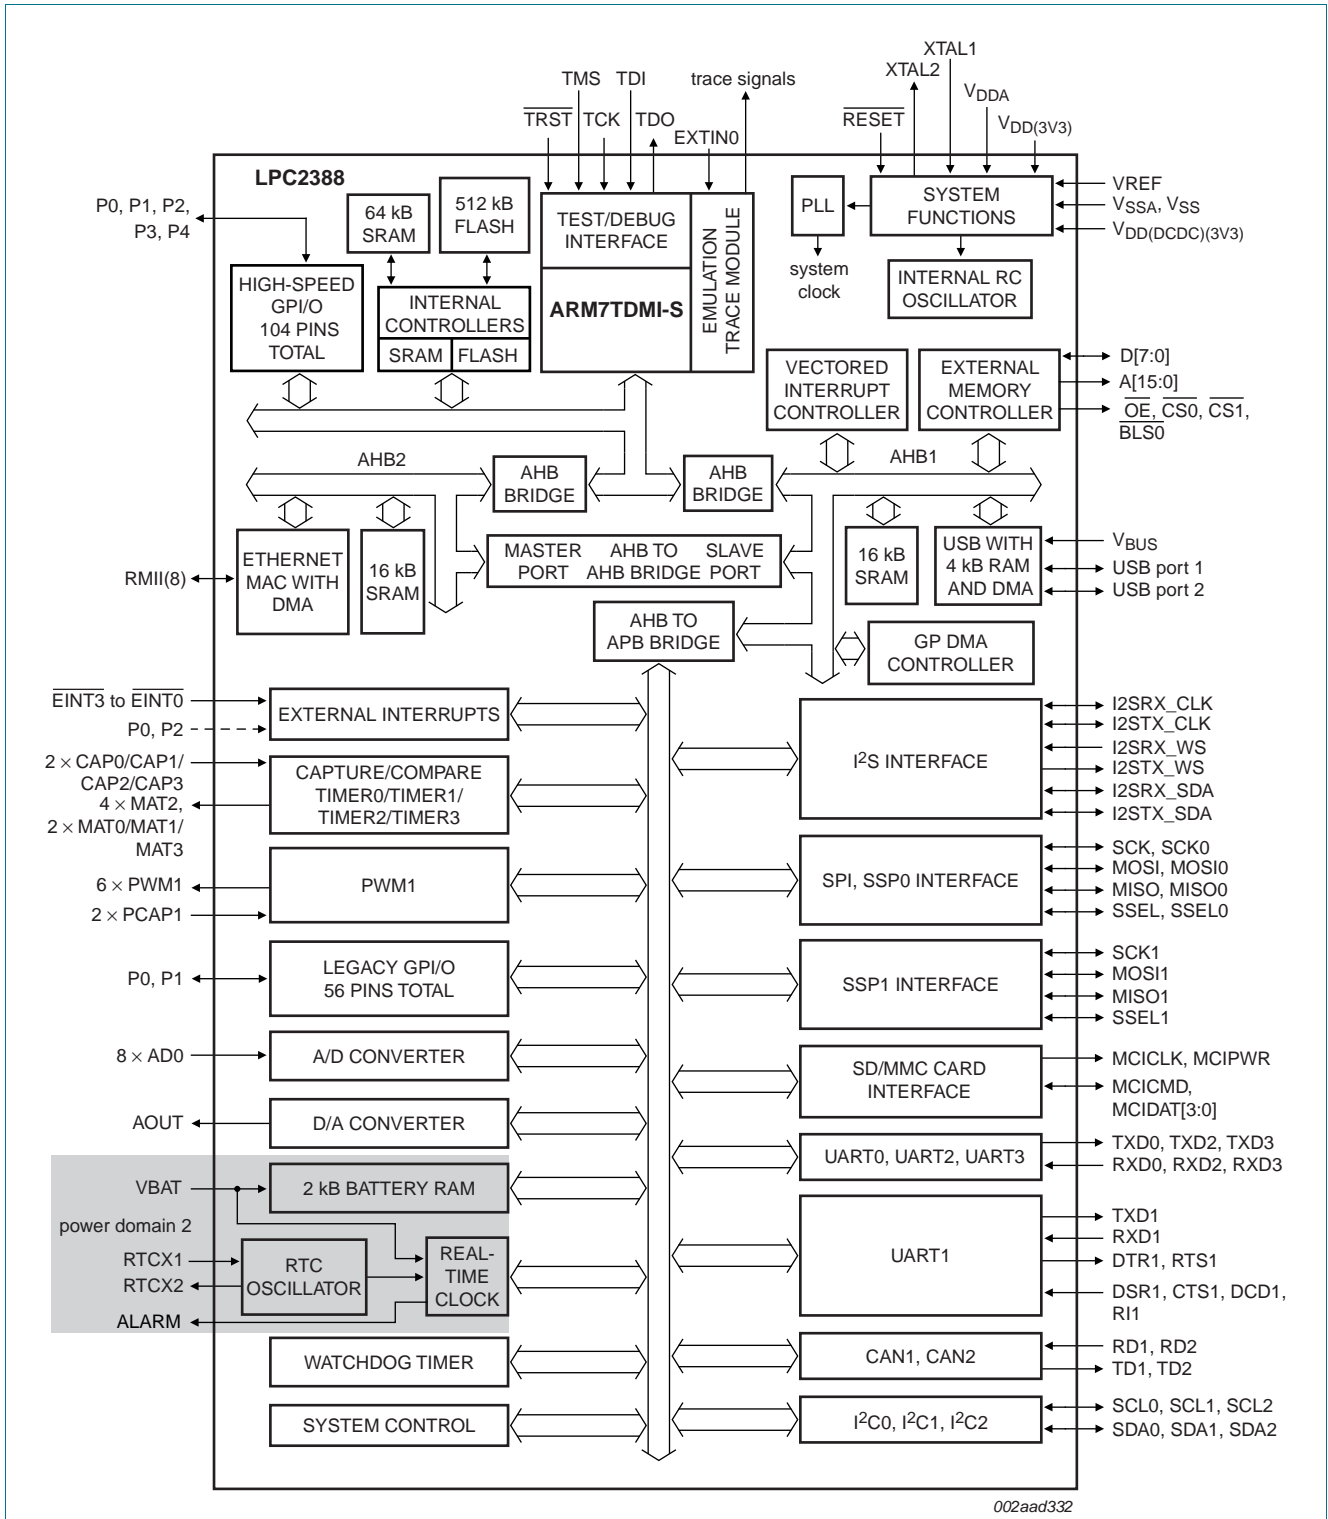 XTAL1
XTAL2
TMS TDI trace signals
VDDA
TRST TCK TDO RESET VDD(3V3)
EXTIN0
LPC2388
P0, P1, P2,
P3, P4
64 kB
SRAM
512 kB
FLASH
TEST/DEBUG
INTERFACE
EMULATION
TRACE MODULE
PLL
SYSTEM
FUNCTIONS
VREF
VSSA, VSS
VDD(DCDC)(3V3)
system
clock
HIGH-SPEED
GPI/O
104 PINS
TOTAL
INTERNAL
CONTROLLERS
SRAM FLASH
ARM7TDMI-S
INTERNAL RC
OSCILLATOR
VECTORED
INTERRUPT
CONTROLLER
EXTERNAL
MEMORY
CONTROLLER
D[7:0]
A[15:0]
OE, CS0, CS1,
BLS0
AHB2
AHB
BRIDGE
AHB
BRIDGE
AHB1
ETHERNET
MAC WITH
DMA
16 kB
SRAM
MASTER AHB TO SLAVE
PORT AHB BRIDGE PORT
16 kB
SRAM
USB WITH
4 kB RAM
AND DMA
VBUS
USB port 1
USB port 2
RMII(8)
AHB TO
APB BRIDGE
GP DMA
CONTROLLER
EINT3 to EINT0
P0, P2
EXTERNAL INTERRUPTS
I2SRX_CLK
I2STX_CLK
I2SRX_WS
I2STX_WS
I2SRX_SDA
I2STX_SDA
I2S INTERFACE
2 × CAP0/CAP1/
CAP2/CAP3
4 × MAT2,
2 × MAT0/MAT1/
MAT3
CAPTURE/COMPARE
TIMER0/TIMER1/
TIMER2/TIMER3
6 × PWM1
2 × PCAP1
PWM1
SPI, SSP0 INTERFACE
SCK, SCK0
MOSI, MOSI0
MISO, MISO0
SSEL, SSEL0
P0, P1
LEGACY GPI/O
56 PINS TOTAL
SSP1 INTERFACE
SCK1
MOSI1
MISO1
SSEL1
8 × AD0
A/D CONVERTER
SD/MMC CARD
INTERFACE
MCICLK, MCIPWR
MCICMD,
MCIDAT[3:0]
AOUT
D/A CONVERTER
UART0, UART2, UART3
TXD0, TXD2, TXD3
RXD0, RXD2, RXD3
VBAT
2 kB BATTERY RAM
power domain 2
RTCX1
RTCX2
RTC
OSCILLATOR
REAL-
TIME
CLOCK
ALARM
UART1
TXD1
RXD1
DTR1, RTS1
DSR1, CTS1, DCD1,
RI1
WATCHDOG TIMER
CAN1, CAN2
RD1, RD2
TD1, TD2
SYSTEM CONTROL
I2C0, I2C1, I2C2
SCL0, SCL1, SCL2
SDA0, SDA1, SDA2
002aad332